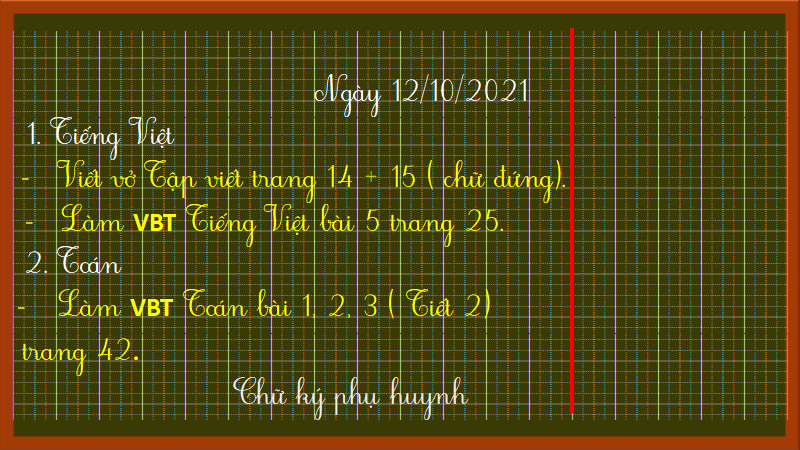 Ngày 12/10/2021
1. Tiếng Việt
- Viết vở Tập viết trang 14 + 15 ( chữ đứng).
- Làm VBT Tiếng Việt bài 5 trang 25.
2. Toán
- Làm VBT Toán bài 1, 2, 3 ( Tiết 2)
trang 42.
Chữ ký phụ huynh